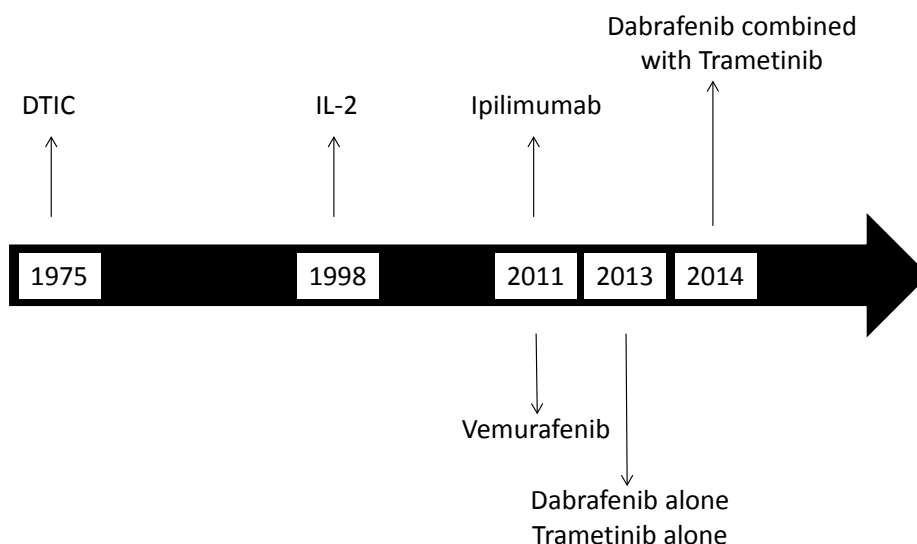 Dabrafenib combined
with Trametinib
DTIC
IL-2
Ipilimumab
1975
1998
2011
2013
2014
Vemurafenib
Dabrafenib alone
Trametinib alone